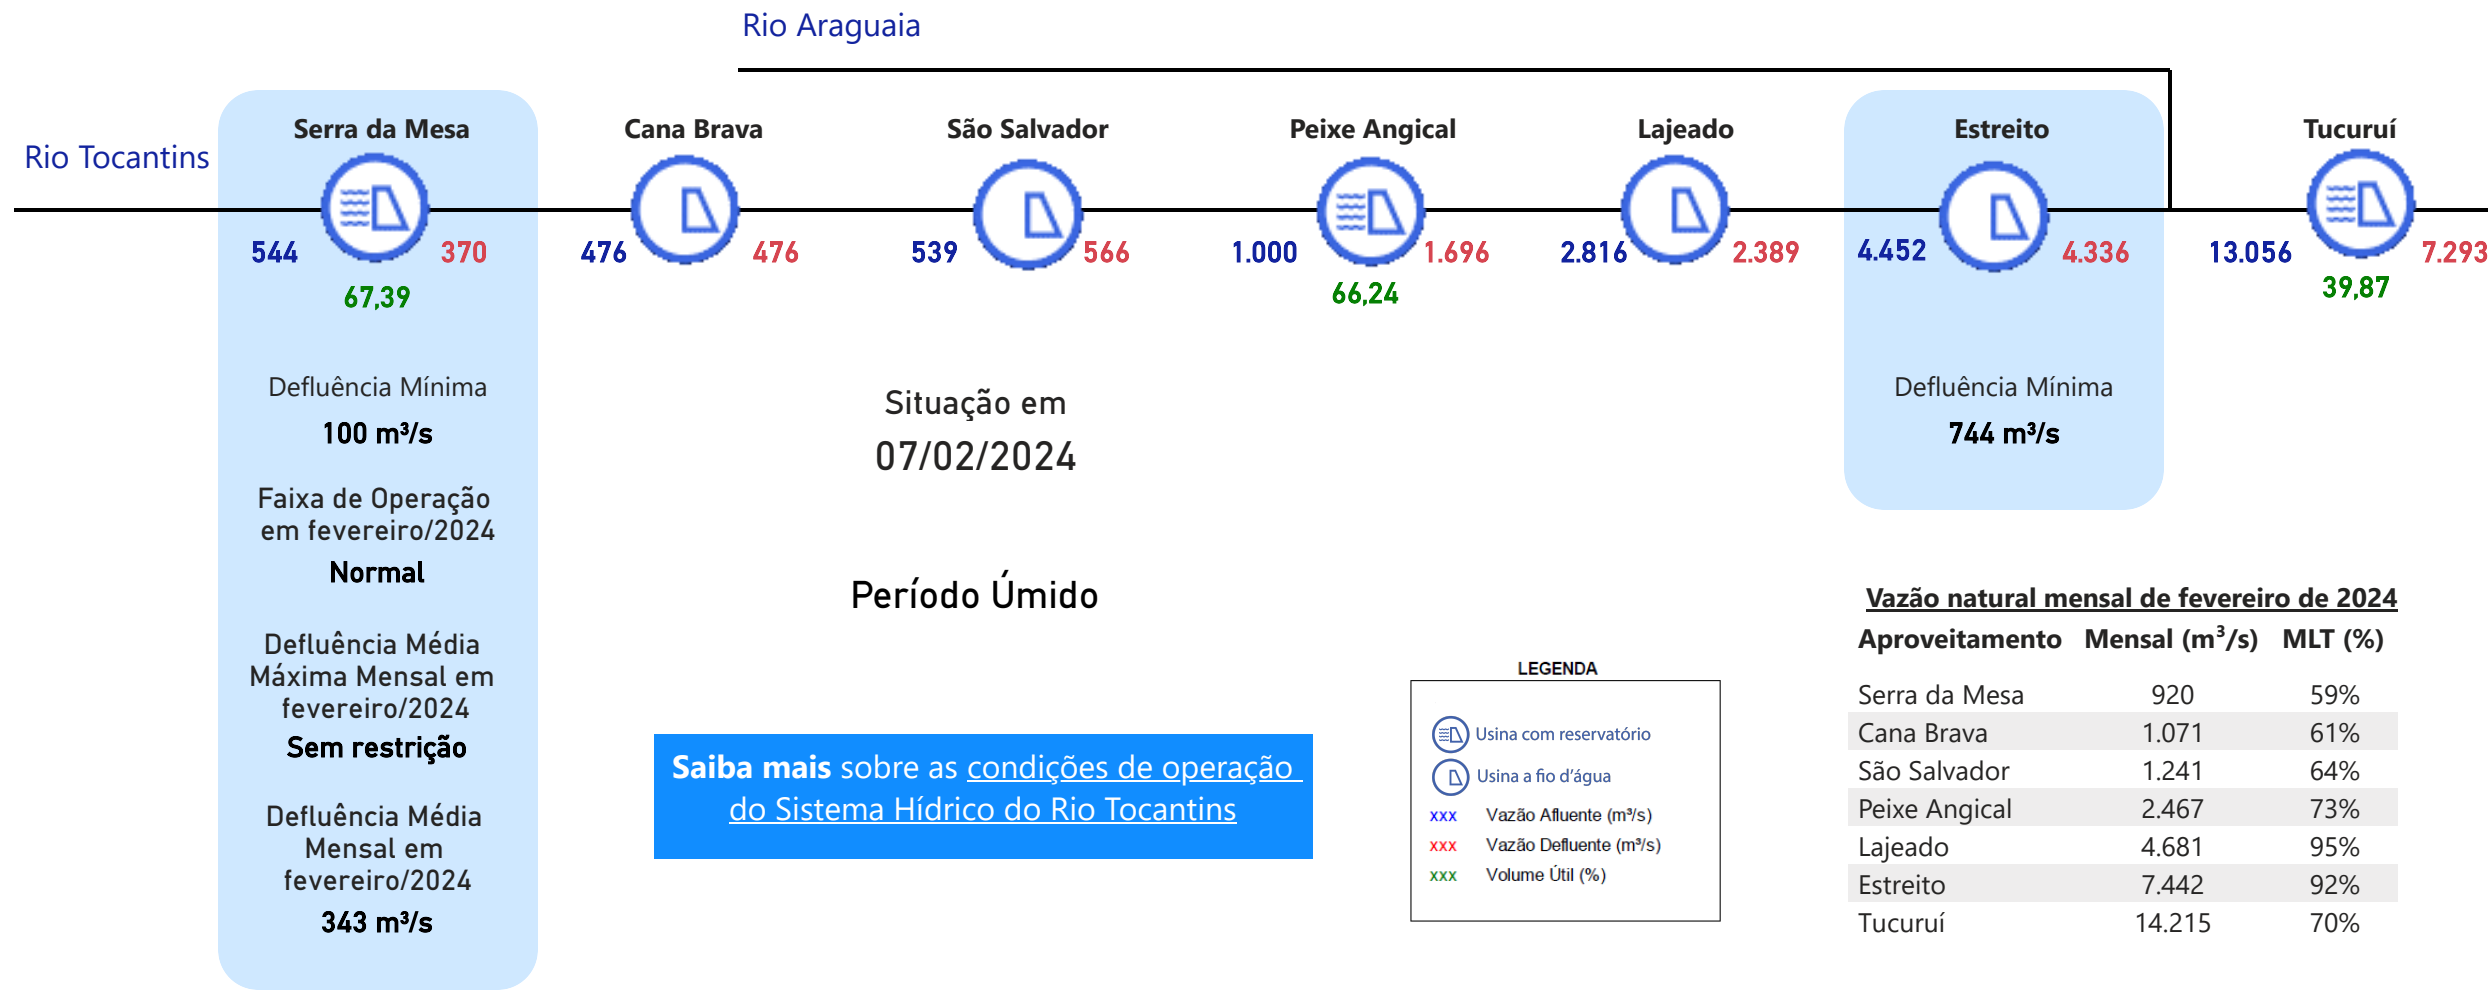 Rio Araguaia
Rio Tocantins
Serra da Mesa
Cana Brava
São Salvador
Peixe Angical
Lajeado
Estreito
Tucuruí
544 370
476 476
539 566
1.000 1.696
2.816 2.389
4.452 4.336
13.056 7.293
67,39
66,24
39,87
Defluência Mínima
100 m³/s
Faixa de Operação
em fevereiro/2024
Normal
Defluência Média
Máxima Mensal em
fevereiro/2024
Sem restrição
Defluência Média
Mensal em
fevereiro/2024
343 m³/s
Situação em
07/02/2024
Período Úmido
Saiba mais sobre as condições de operação
do Sistema Hídrico do Rio Tocantins
Defluência Mínima
744 m³/s
LEGENDA
Usina com reservatório
Usina a fio d'água
xxx Vazão Afluente (m³/s)
xxx Vazão Defluente (m³/s)
xxx Volume Útil (%)
Vazão natural mensal de fevereiro de 2024
Aproveitamento Mensal (m³/s) MLT (%)
Serra da Mesa 920 59%
Cana Brava 1.071 61%
São Salvador 1.241 64%
Peixe Angical 2.467 73%
Lajeado 4.681 95%
Estreito 7.442 92%
Tucuruí 14.215 70%